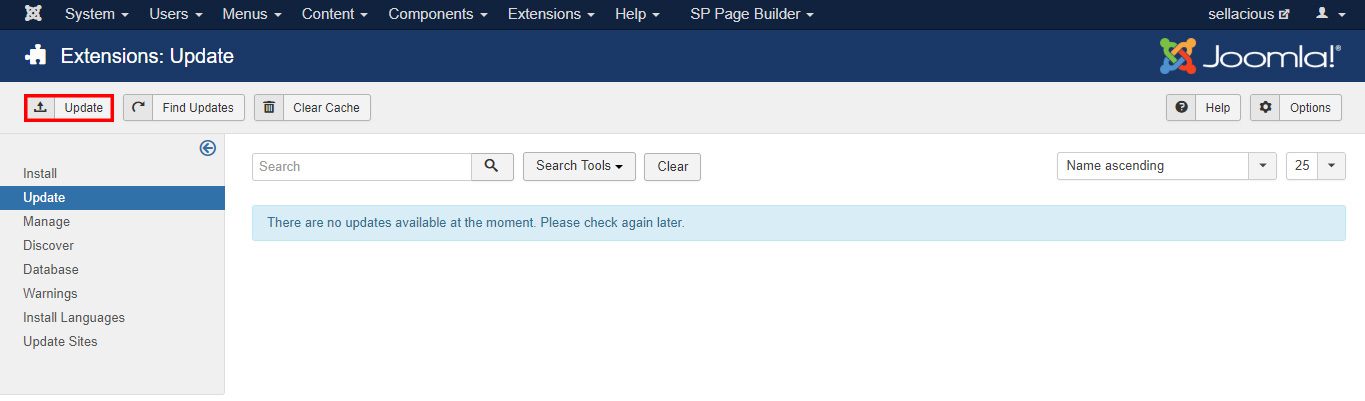 System Users Menus Content Components Extensions Help SP Page Builder sellacious
Extensions: Update Joomla!®
Update Find Updates Clear Cache Help Options
Search Search Tools Clear Name ascending 25
Install
Update
Manage
Discover
Database
Warnings
Install Languages
Update Sites
There are no updates available at the moment. Please check again later.